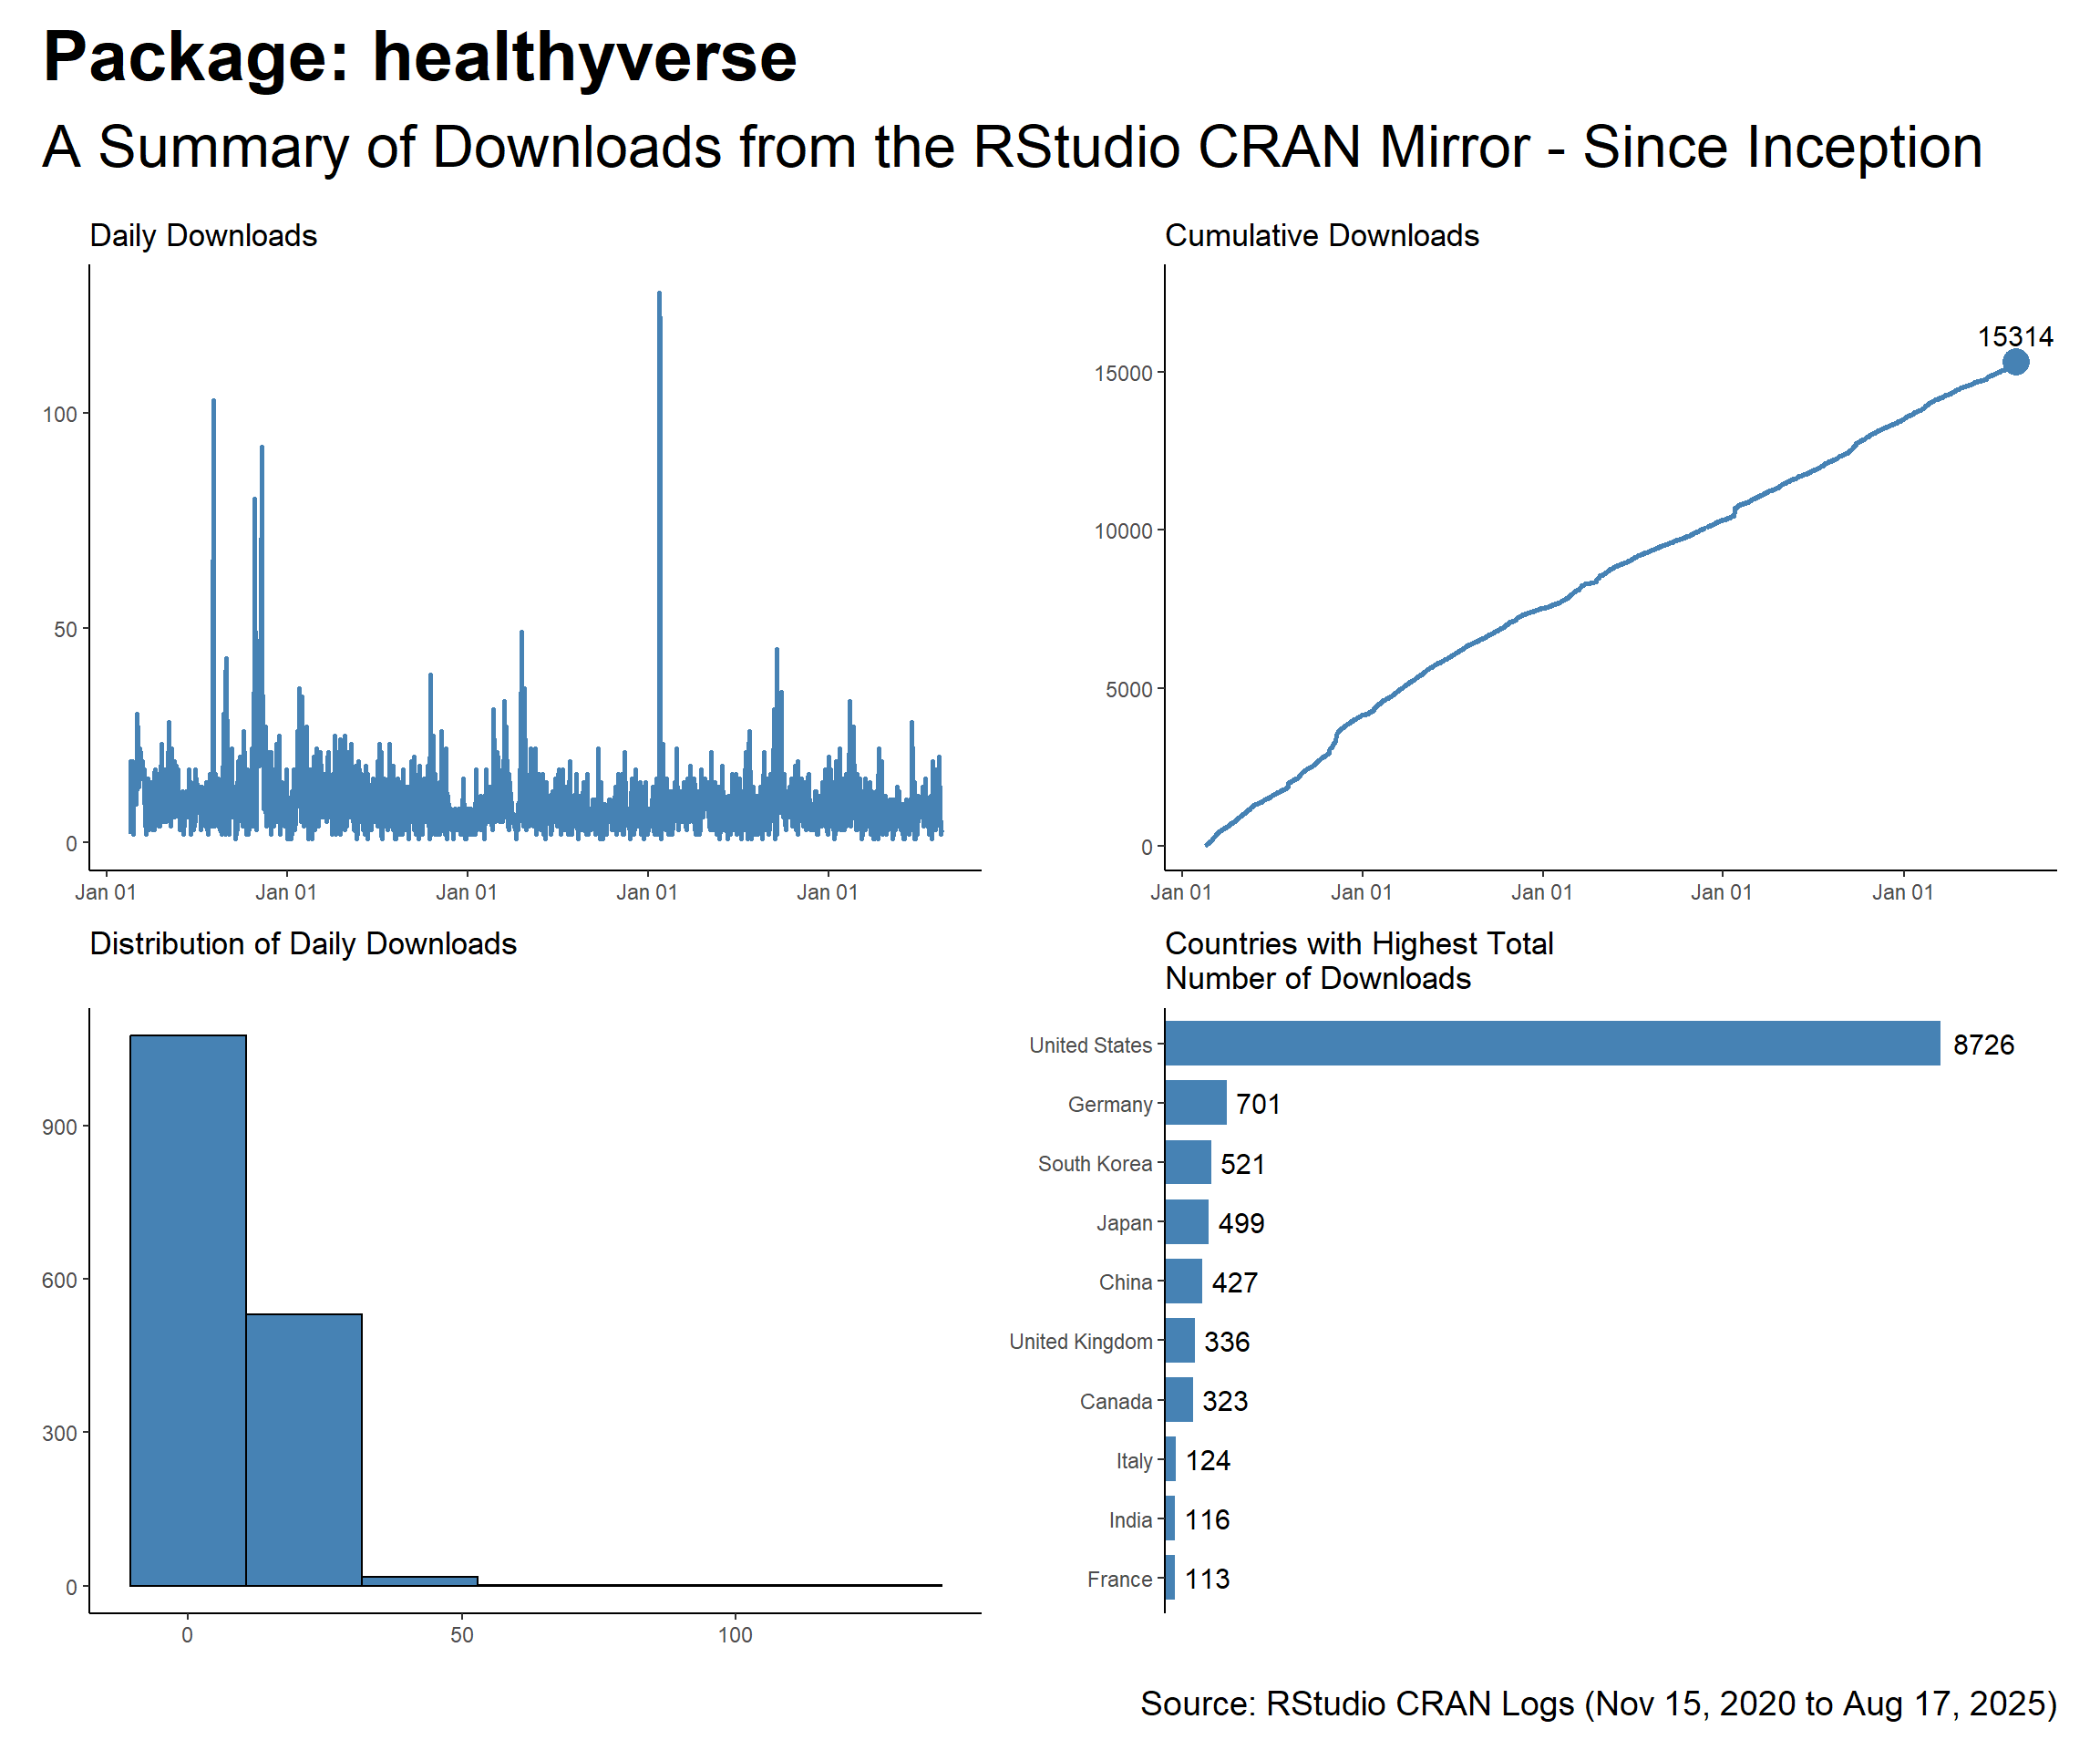 Package: healthyverse
A Summary of Downloads from the RStudio CRAN Mirror - Since Inception
Daily Downloads
100
50
0
Jan 01 Jan 01 Jan 01 Jan 01 Jan 01
Cumulative Downloads
15314
15000
10000
5000
0
Jan 01 Jan 01 Jan 01 Jan 01 Jan 01
Distribution of Daily Downloads
900
600
300
0
0 50 100
Countries with Highest Total
Number of Downloads
United States 8726
Germany 701
South Korea 521
Japan 499
China 427
United Kingdom 336
Canada 323
Italy 124
India 116
France 113
Source: RStudio CRAN Logs (Nov 15, 2020 to Aug 17, 2025)